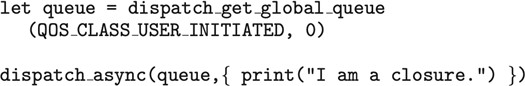 let queue = dispatch_get_global_queue
(QOS_CLASS_USER_INITIATED, 0)
dispatch_async(queue,{ print("I am a closure.") })